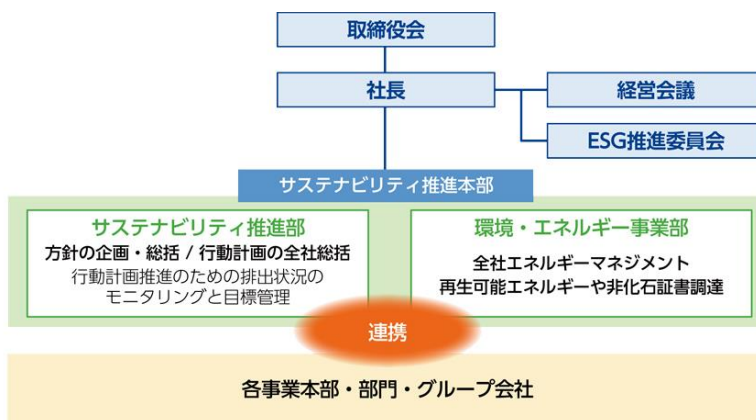 取締役会
社長
経営会議
ESG推進委員会
サステナビリティ推進本部
サステナビリティ推進部
方針の企画・総括 / 行動計画の全社総括
行動計画推進のための排出状況の
モニタリングと目標管理
環境・エネルギー事業部
全社エネルギーマネジメント
再生可能エネルギーや非化石証書調達
連携
各事業本部・部門・グループ会社